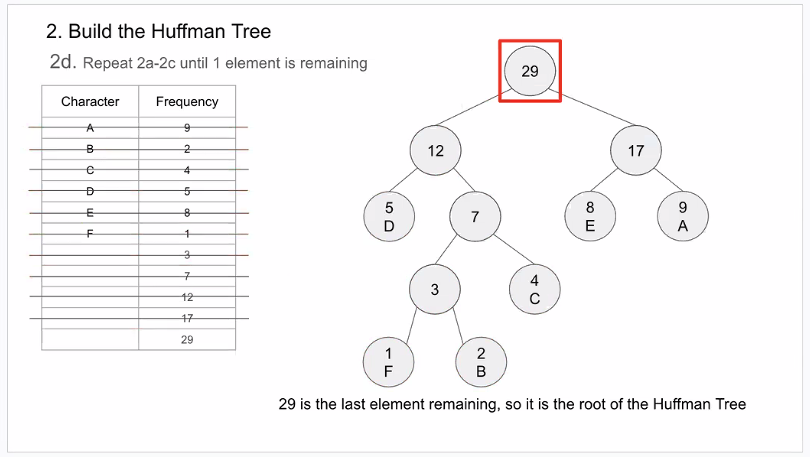 2. Build the Huffman Tree
2d. Repeat 2a-2c until 1 element is remaining
Character Frequency
A 9
B 2
C 4
D 5
E 8
F 1
3
7
12
17
29
29
12
17
5
D
7
8
E
9
A
3
4
C
1
F
2
B
29 is the last element remaining, so it is the root of the Huffman Tree